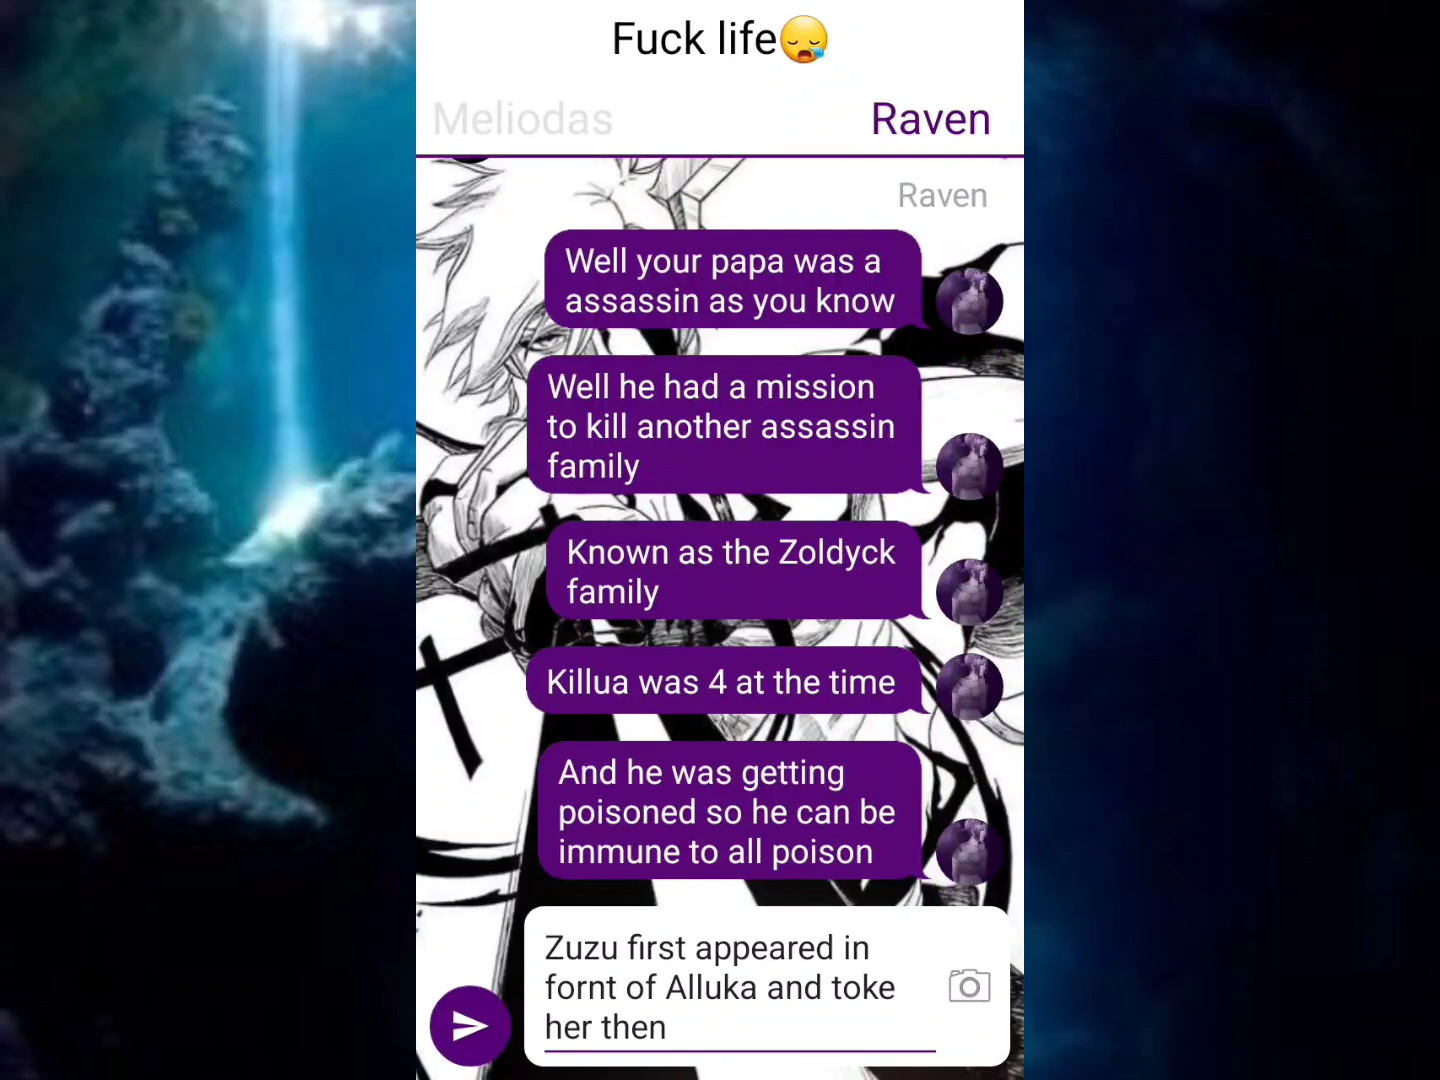 Fuck life😪
Meliodas
Raven
Raven
Well your papa was a
assassin as you know
Well he had a mission
to kill another assassin
family
Known as the Zoldyck
family
Killua was 4 at the time
And he was getting
poisoned so he can be
immune to all poison
Zuzu first appeared in
fornt of Alluka and toke
her then